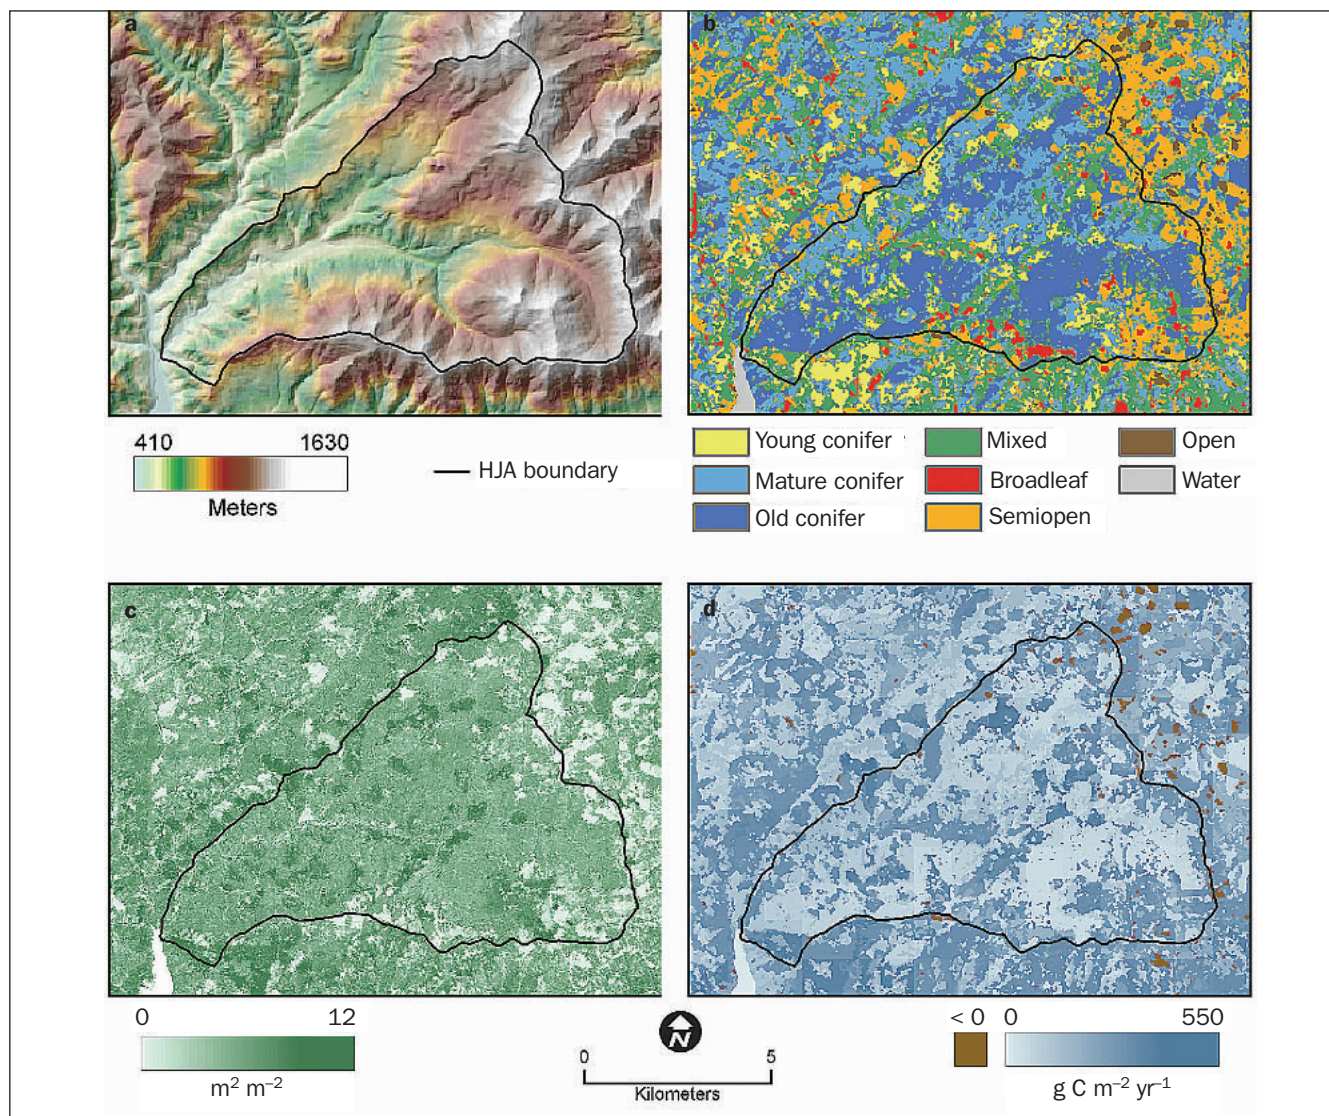 a
b
410 1630
Meters
HJA boundary
Young conifer
Mixed
Open
Mature conifer
Broadleaf
Water
Old conifer
Semiopen
c
d
0 12
m² m⁻²
N
0 5
Kilometers
< 0 0 550
g C m⁻² yr⁻¹